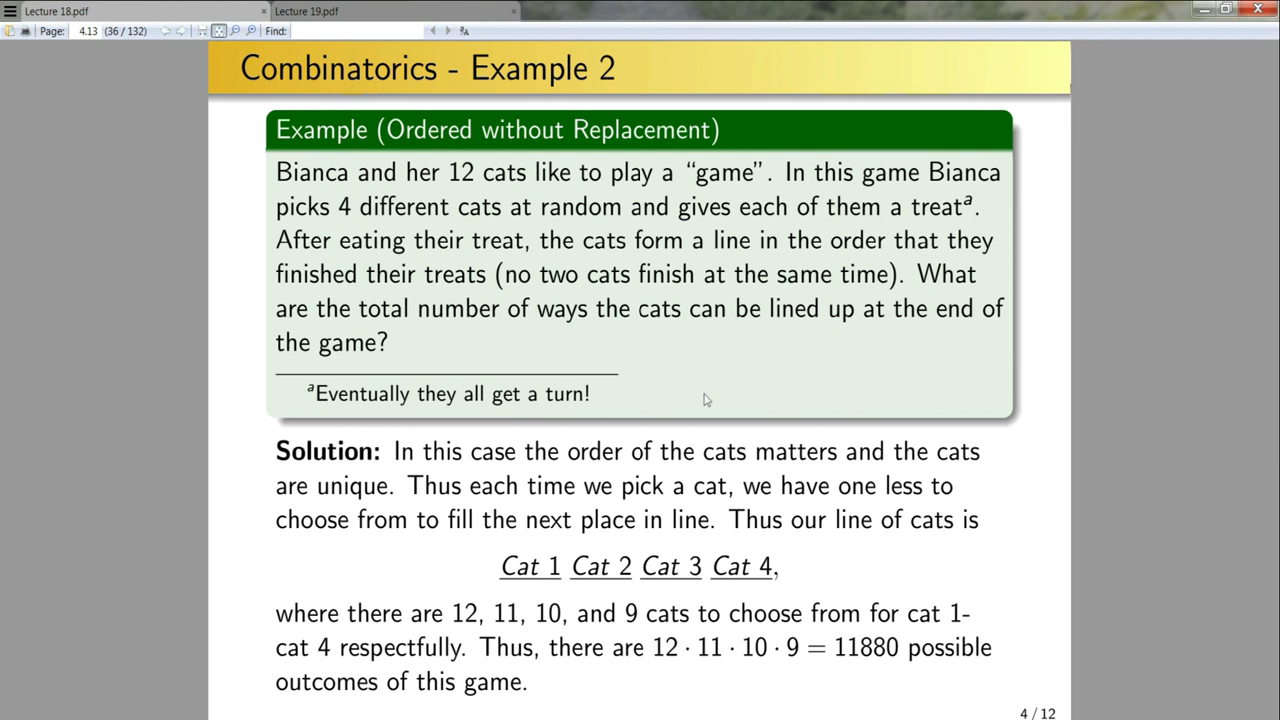 Lecture 18.pdf
Lecture 19.pdf
Page: 4.13 (36 / 132)
Find:
Combinatorics - Example 2
Example (Ordered without Replacement)
Bianca and her 12 cats like to play a “game”. In this game Bianca
picks 4 different cats at random and gives each of them a treatᵃ.
After eating their treat, the cats form a line in the order that they
finished their treats (no two cats finish at the same time). What
are the total number of ways the cats can be lined up at the end of
the game?
ᵃEventually they all get a turn!
Solution: In this case the order of the cats matters and the cats
are unique. Thus each time we pick a cat, we have one less to
choose from to fill the next place in line. Thus our line of cats is
Cat 1 Cat 2 Cat 3 Cat 4,
where there are 12, 11, 10, and 9 cats to choose from for cat 1-
cat 4 respectfully. Thus, there are 12 · 11 · 10 · 9 = 11880 possible
outcomes of this game.
4 / 12